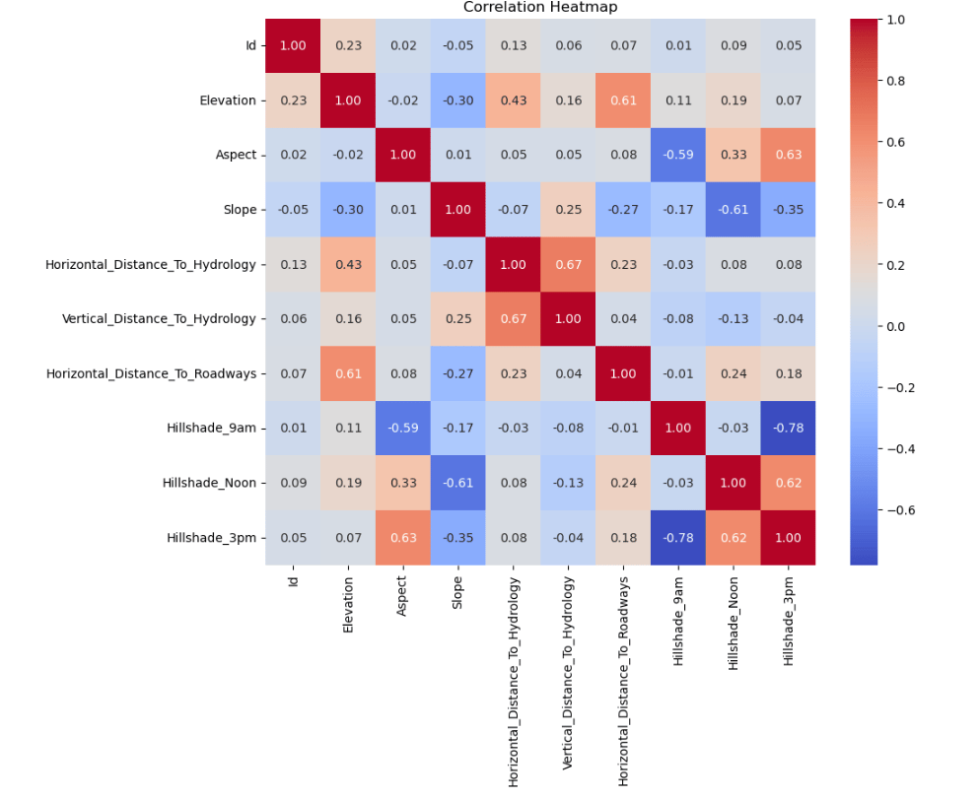 Correlation Heatmap
Id 1.00 0.23 0.02 -0.05 0.13 0.06 0.07 0.01 0.09 0.05
Elevation 0.23 1.00 -0.02 -0.30 0.43 0.16 0.61 0.11 0.19 0.07
Aspect 0.02 -0.02 1.00 0.01 0.05 0.05 0.08 -0.59 0.33 0.63
Slope -0.05 -0.30 0.01 1.00 -0.07 0.25 -0.27 -0.17 -0.61 -0.35
Horizontal_Distance_To_Hydrology 0.13 0.43 0.05 -0.07 1.00 0.67 0.23 -0.03 0.08 0.08
Vertical_Distance_To_Hydrology 0.06 0.16 0.05 0.25 0.67 1.00 0.04 -0.08 -0.13 -0.04
Horizontal_Distance_To_Roadways 0.07 0.61 0.08 -0.27 0.23 0.04 1.00 -0.01 0.24 0.18
Hillshade_9am 0.01 0.11 -0.59 -0.17 -0.03 -0.08 -0.01 1.00 -0.03 -0.78
Hillshade_Noon 0.09 0.19 0.33 -0.61 0.08 -0.13 0.24 -0.03 1.00 0.62
Hillshade_3pm 0.05 0.07 0.63 -0.35 0.08 -0.04 0.18 -0.78 0.62 1.00
Id
Elevation
Aspect
Slope
Horizontal_Distance_To_Hydrology
Vertical_Distance_To_Hydrology
Horizontal_Distance_To_Roadways
Hillshade_9am
Hillshade_Noon
Hillshade_3pm
1.0
0.8
0.6
0.4
0.2
0.0
−0.2
−0.4
−0.6